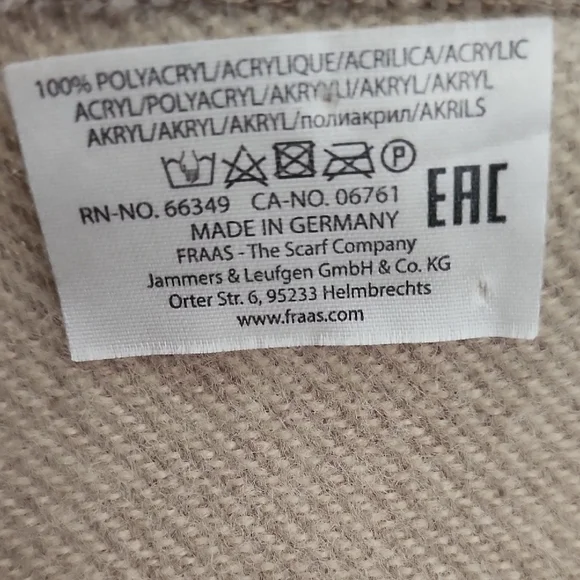 100% POLYACRYL/ACRYLIQUE/ACRILICA/ACRYLIC
ACRYL/POLYACRYL/AKRYYLI/AKRYL/AKRYL
AKRYL/AKRYL/AKRYL/полиакрил/AKRILS
P
RN-NO. 66349 CA-NO. 06761
EAC
MADE IN GERMANY
FRAAS - The Scarf Company
Jammers & Leufgen GmbH & Co. KG
Orter Str. 6, 95233 Helmbrechts
www.fraas.com